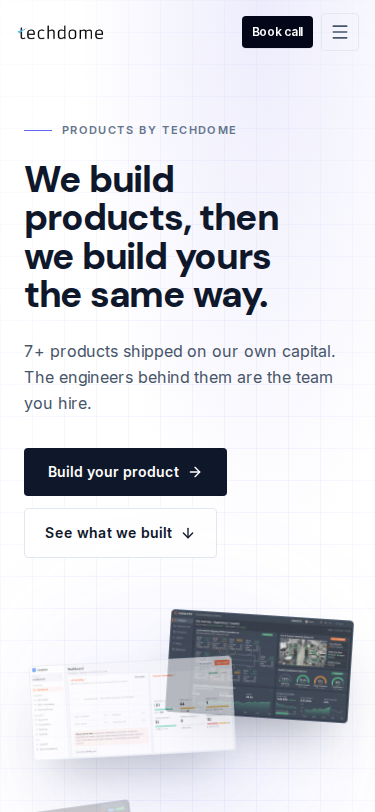 techdome
Book call
PRODUCTS BY TECHDOME
We build
products, then
we build yours
the same way.
7+ products shipped on our own capital.
The engineers behind them are the team
you hire.
Build your product →
See what we built ↓
Dashboard